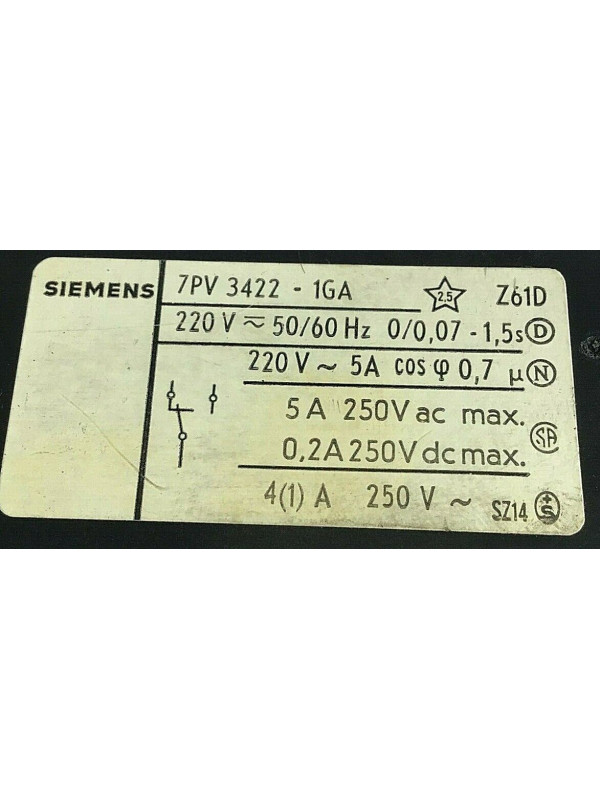 SIEMENS
7PV 3422 - 1GA 2,5 Z61D
220 V ≂ 50/60 Hz 0/0,07 - 1,5s D
220 V ~ 5A cos φ 0,7 µ N
5 A 250V ac max.
0,2A 250V dc max. SA
4(1) A 250 V ~ SZ14 +S